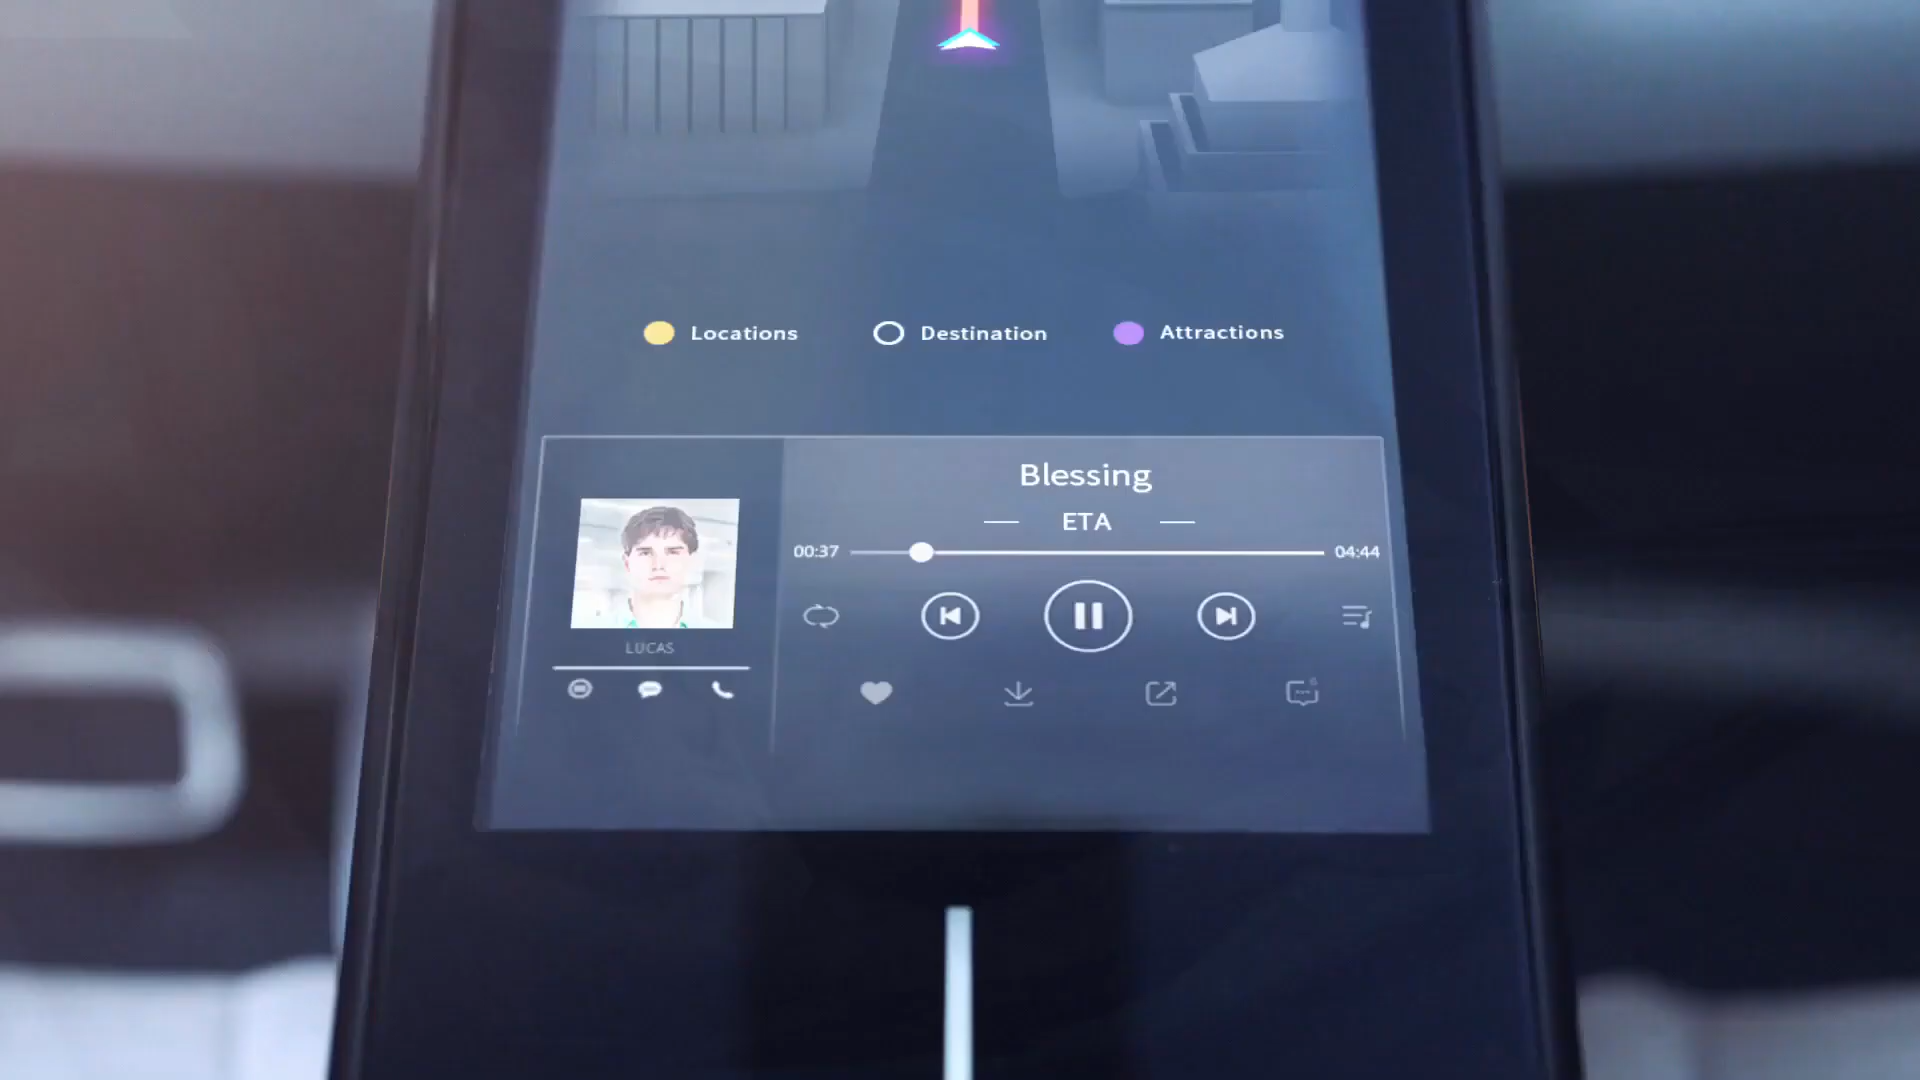 Locations Destination Attractions
Blessing
ETA
00:37 04:44
LUCAS